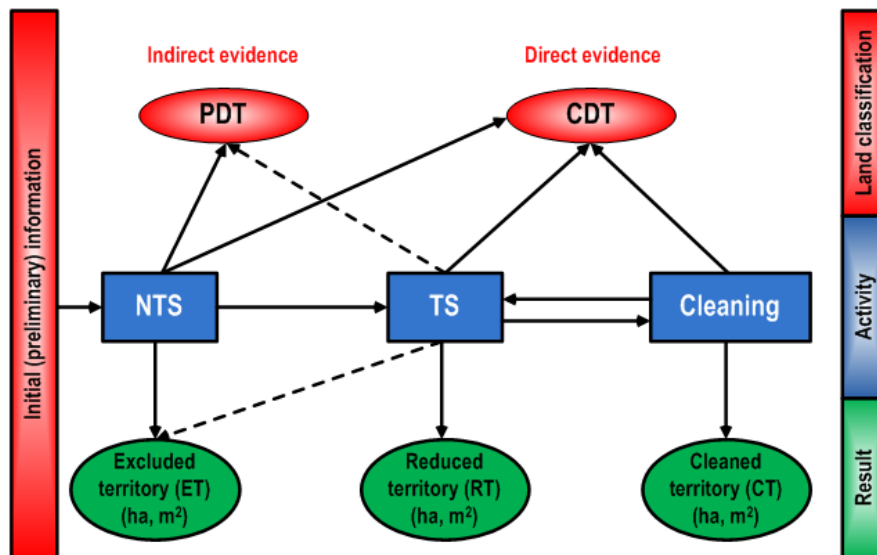 Initial (preliminary) information
Indirect evidence
Direct evidence
PDT
CDT
Land classification
NTS
TS
Cleaning
Activity
Excluded
territory (ET)
(ha, m²)
Reduced
territory (RT)
(ha, m²)
Cleaned
territory (CT)
(ha, m²)
Result